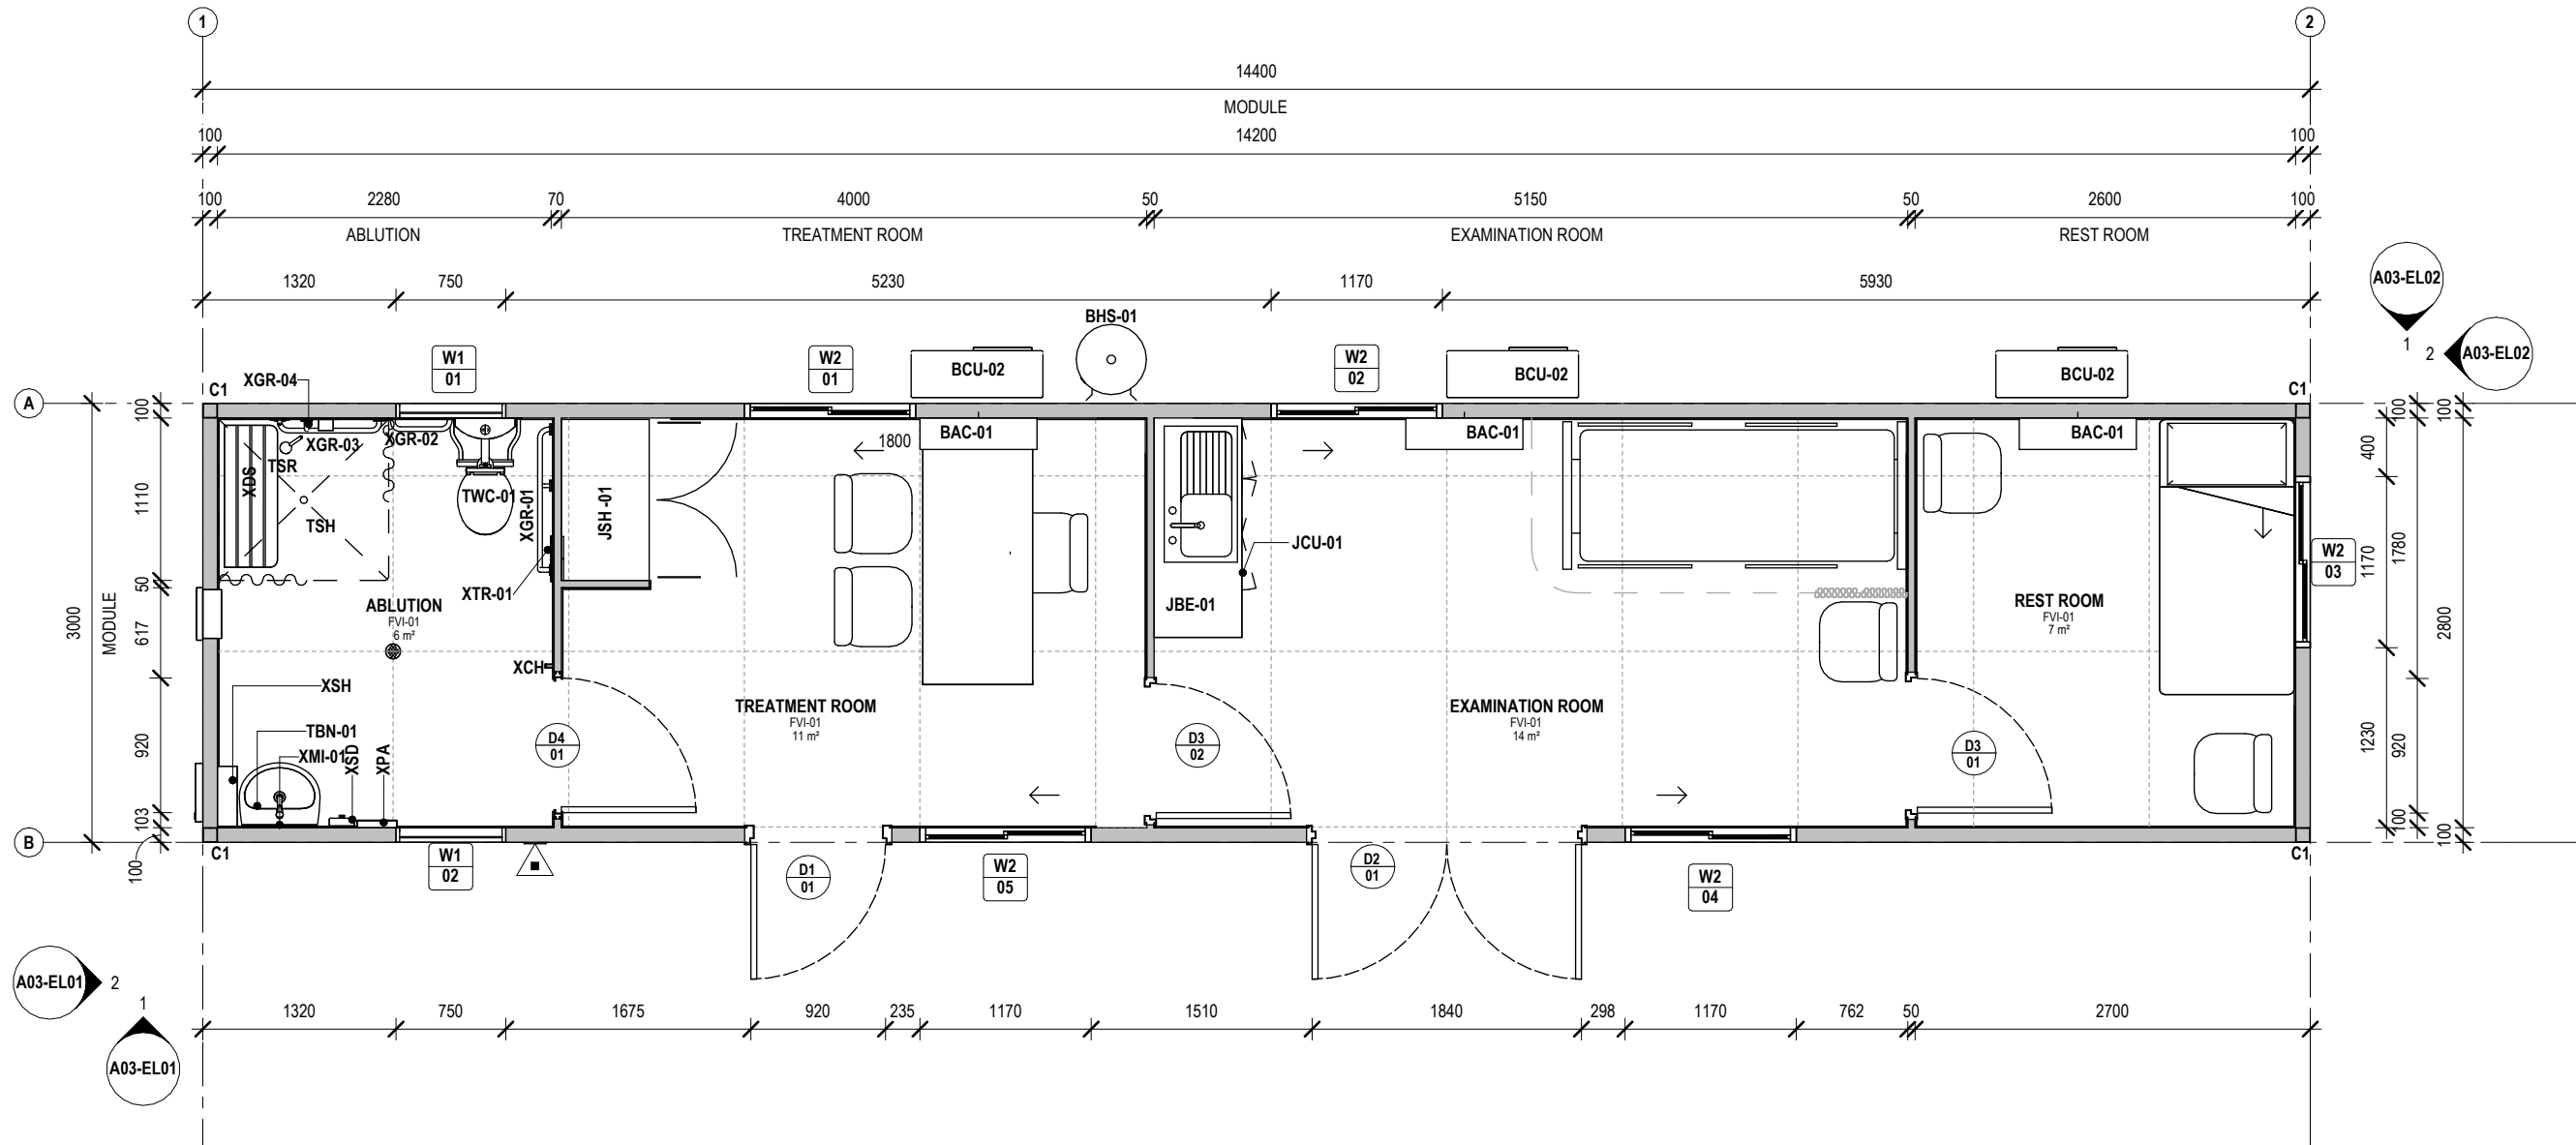 1
2
14400
MODULE
100
14200
100
100
2280
70
4000
50
5150
50
2600
100
ABLUTION
TREATMENT ROOM
EXAMINATION ROOM
REST ROOM
1320
750
5230
1170
5930
A03-EL02
1
2
A03-EL02
BHS-01
W1
01
W2
01
BCU-02
W2
02
BCU-02
BCU-02
XGR-04
C1
C1
A
100
100
100
XGR-03
XGR-02
TSR
XDS
TSH
TWC-01
XGR-01
JSH -01
1800
BAC-01
BAC-01
BAC-01
400
1110
JCU-01
W2
03
1170
1780
50
XTR-01
ABLUTION
FVI-01
6 m²
JBE-01
REST ROOM
FVI-01
7 m²
3000
MODULE
617
2800
XCH
XSH
TREATMENT ROOM
FVI-01
11 m²
EXAMINATION ROOM
FVI-01
14 m²
920
TBN-01
XMI-01
XSD
XPA
D4
01
D3
02
D3
01
1230
920
103
100
100
B
C1
C1
100
W1
02
D1
01
W2
05
D2
01
W2
04
A03-EL01
2
1
A03-EL01
1320
750
1675
920
235
1170
1510
1840
298
1170
762
50
2700